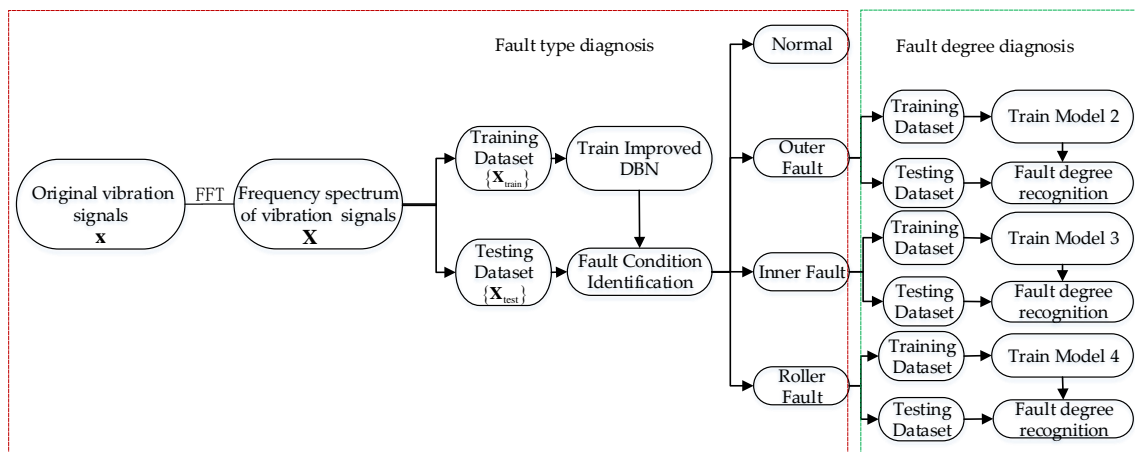 Fault type diagnosis
Original vibration
signals
x
FFT
Frequency spectrum
of vibration signals
X
Training
Dataset
{X_train}
Train Improved
DBN
Testing
Dataset
{X_test}
Fault Condition
Identification
Normal
Outer
Fault
Inner Fault
Roller
Fault
Fault degree diagnosis
Training
Dataset
Train Model 2
Testing
Dataset
Fault degree
recognition
Training
Dataset
Train Model 3
Testing
Dataset
Fault degree
recognition
Training
Dataset
Train Model 4
Testing
Dataset
Fault degree
recognition